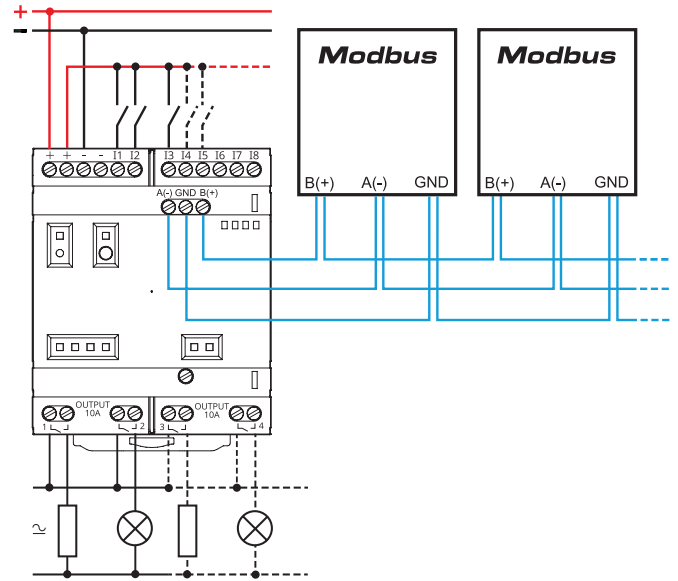 +
-
Modbus Modbus
+ + - - I1 I2 I3 I4 I5 I6 I7 I8
B(+) A(-) GND B(+) A(-) GND
A(-) GND B(+)
OUTPUT 10A OUTPUT 10A
1 2 3 4
≃